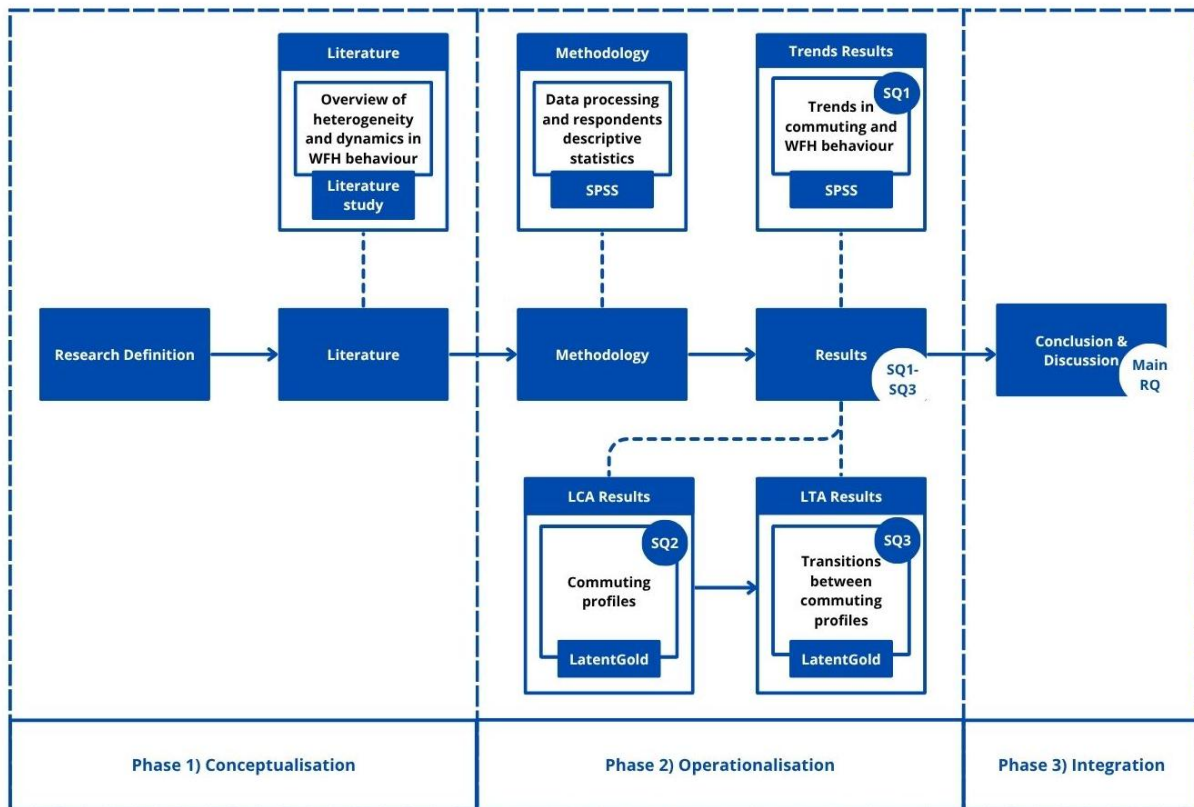 Literature
Overview of
heterogeneity
and dynamics in
WFH behaviour
Literature
study
Methodology
Data processing
and respondents
descriptive
statistics
SPSS
Trends Results
SQ1
Trends in
commuting and
WFH behaviour
SPSS
Research Definition
Literature
Methodology
Results
SQ1-
SQ3
Conclusion &
Discussion
Main
RQ
LCA Results
SQ2
Commuting
profiles
LatentGold
LTA Results
SQ3
Transitions
between
commuting
profiles
LatentGold
Phase 1) Conceptualisation
Phase 2) Operationalisation
Phase 3) Integration